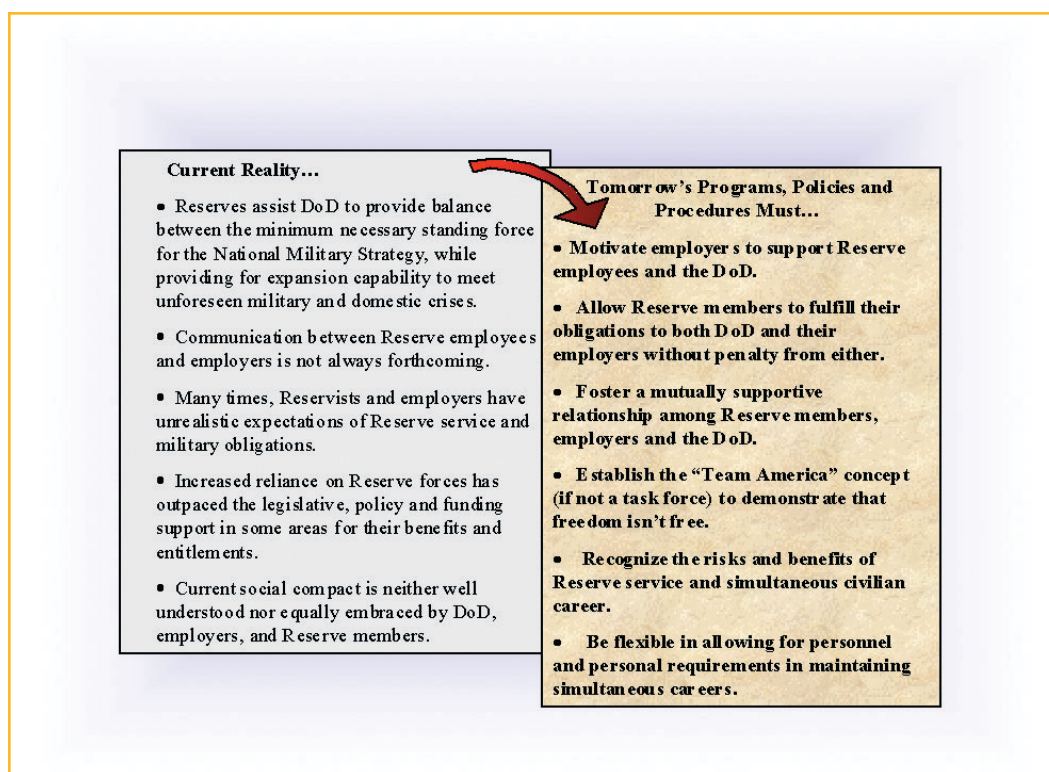 Current Reality…
• Reserves assist DoD to provide balance
between the minimum necessary standing force
for the National Military Strategy, while
providing for expansion capability to meet
unforeseen military and domestic crises.
• Communication between Reserve employees
and employers is not always forthcoming.
• Many times, Reservists and employers have
unrealistic expectations of Reserve service and
military obligations.
• Increased reliance on Reserve forces has
outpaced the legislative, policy and funding
support in some areas for their benefits and
entitlements.
• Current social compact is neither well
understood nor equally embraced by DoD,
employers, and Reserve members.
Tomorrow's Programs, Policies and
Procedures Must…
• Motivate employers to support Reserve
employees and the DoD.
• Allow Reserve members to fulfill their
obligations to both DoD and their
employers without penalty from either.
• Foster a mutually supportive
relationship among Reserve members,
employers and the DoD.
• Establish the “Team America” concept
(if not a task force) to demonstrate that
freedom isn't free.
• Recognize the risks and benefits of
Reserve service and simultaneous civilian
career.
• Be flexible in allowing for personnel
and personal requirements in maintaining
simultaneous careers.